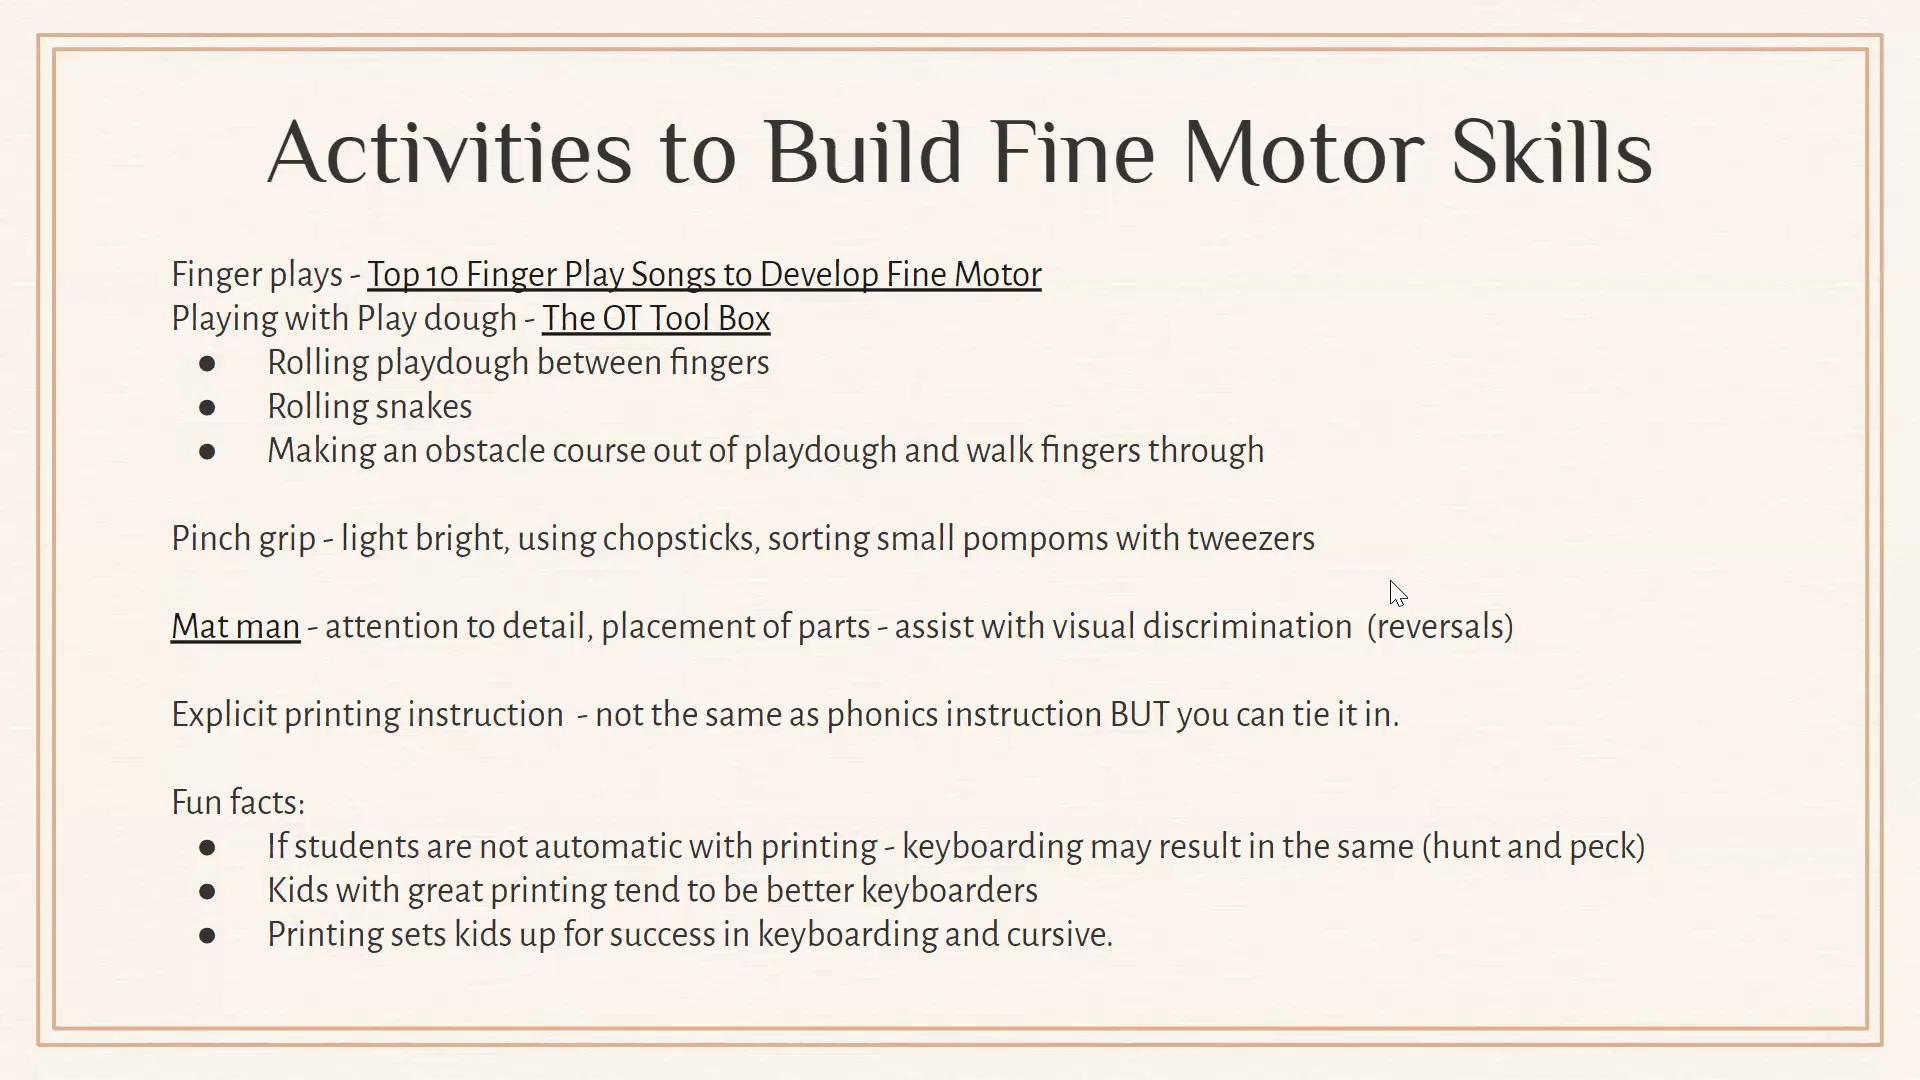 Activities to Build Fine Motor Skills
Finger plays - Top 10 Finger Play Songs to Develop Fine Motor
Playing with Play dough - The OT Tool Box
● Rolling playdough between fingers
● Rolling snakes
● Making an obstacle course out of playdough and walk fingers through
Pinch grip - light bright, using chopsticks, sorting small pompoms with tweezers
Mat man - attention to detail, placement of parts - assist with visual discrimination (reversals)
Explicit printing instruction - not the same as phonics instruction BUT you can tie it in.
Fun facts:
● If students are not automatic with printing - keyboarding may result in the same (hunt and peck)
● Kids with great printing tend to be better keyboarders
● Printing sets kids up for success in keyboarding and cursive.